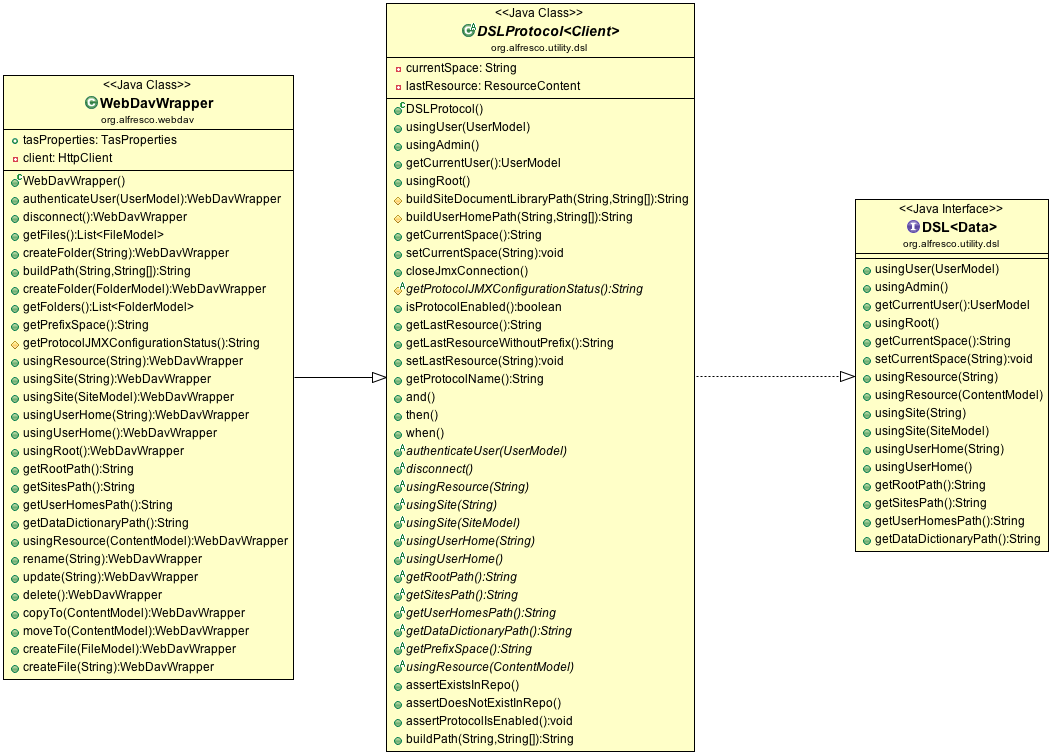 <<Java Class>>
WebDavWrapper
org.alfresco.webdav
tasProperties: TasProperties
client: HttpClient
WebDavWrapper()
authenticateUser(UserModel):WebDavWrapper
disconnect():WebDavWrapper
getFiles():List<FileModel>
createFolder(String):WebDavWrapper
buildPath(String,String[]):String
createFolder(FolderModel):WebDavWrapper
getFolders():List<FolderModel>
getPrefixSpace():String
getProtocolJMXConfigurationStatus():String
usingResource(String):WebDavWrapper
usingSite(String):WebDavWrapper
usingSite(SiteModel):WebDavWrapper
usingUserHome(String):WebDavWrapper
usingUserHome():WebDavWrapper
usingRoot():WebDavWrapper
getRootPath():String
getSitesPath():String
getUserHomesPath():String
getDataDictionaryPath():String
usingResource(ContentModel):WebDavWrapper
rename(String):WebDavWrapper
update(String):WebDavWrapper
delete():WebDavWrapper
copyTo(ContentModel):WebDavWrapper
moveTo(ContentModel):WebDavWrapper
createFile(FileModel):WebDavWrapper
createFile(String):WebDavWrapper
<<Java Class>>
DSLProtocol<Client>
org.alfresco.utility.dsl
currentSpace: String
lastResource: ResourceContent
DSLProtocol()
usingUser(UserModel)
usingAdmin()
getCurrentUser():UserModel
usingRoot()
buildSiteDocumentLibraryPath(String,String[]):String
buildUserHomePath(String,String[]):String
getCurrentSpace():String
setCurrentSpace(String):void
closeJmxConnection()
getProtocolJMXConfigurationStatus():String
isProtocolEnabled():boolean
getLastResource():String
getLastResourceWithoutPrefix():String
setLastResource(String):void
getProtocolName():String
and()
then()
when()
authenticateUser(UserModel)
disconnect()
usingResource(String)
usingSite(String)
usingSite(SiteModel)
usingUserHome(String)
usingUserHome()
getRootPath():String
getSitesPath():String
getUserHomesPath():String
getDataDictionaryPath():String
getPrefixSpace():String
usingResource(ContentModel)
assertExistsInRepo()
assertDoesNotExistInRepo()
assertProtocolIsEnabled():void
buildPath(String,String[]):String
<<Java Interface>>
DSL<Data>
org.alfresco.utility.dsl
usingUser(UserModel)
usingAdmin()
getCurrentUser():UserModel
usingRoot()
getCurrentSpace():String
setCurrentSpace(String):void
usingResource(String)
usingResource(ContentModel)
usingSite(String)
usingSite(SiteModel)
usingUserHome(String)
usingUserHome()
getRootPath():String
getSitesPath():String
getUserHomesPath():String
getDataDictionaryPath():String